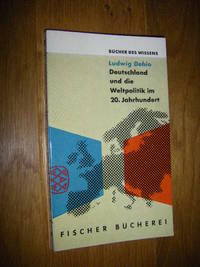 BÜCHER DES WISSENS
Ludwig Dehio
Deutschland
und die
Weltpolitik im
20. Jahrhundert
FISCHER BÜCHEREI